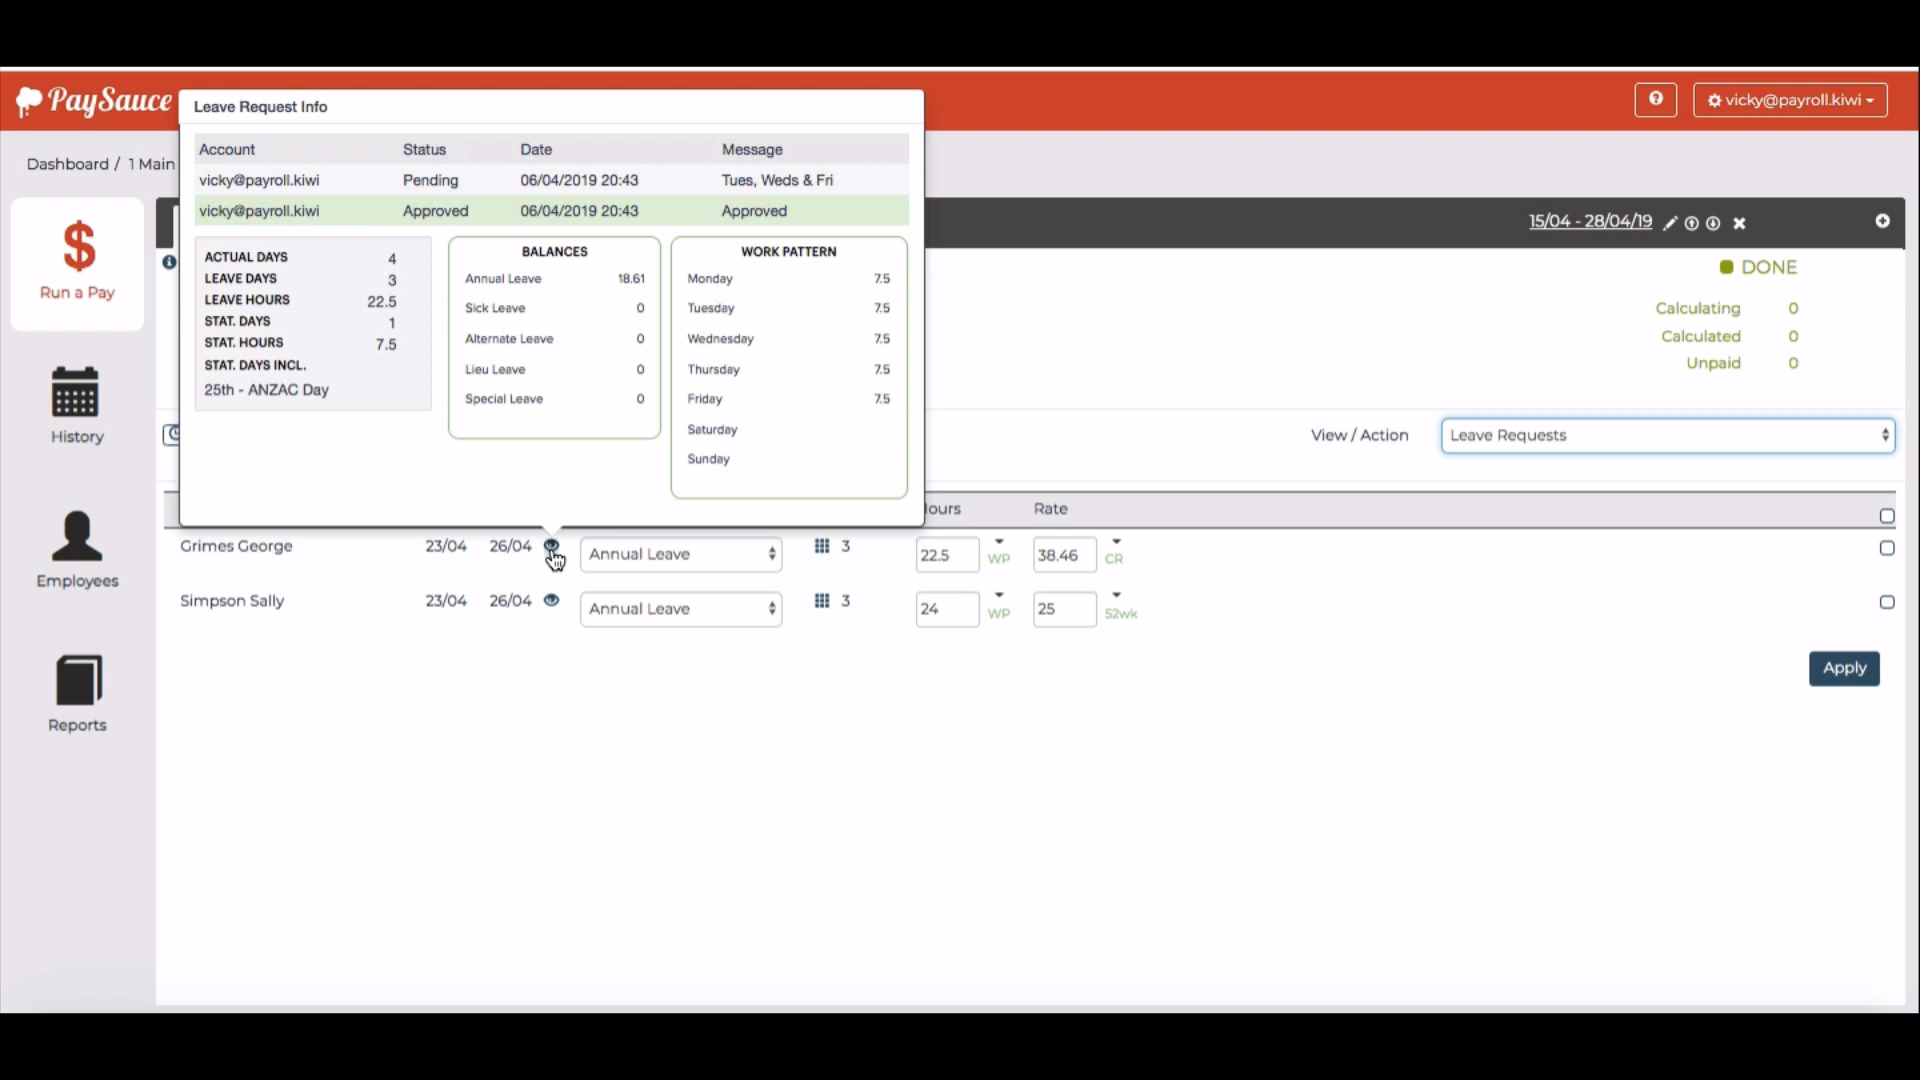 PaySauce
vicky@payroll.kiwi
Leave Request Info
Account Status Date Message
vicky@payroll.kiwi Pending 06/04/2019 20:43 Tues, Weds & Fri
vicky@payroll.kiwi Approved 06/04/2019 20:43 Approved
Dashboard / 1 Main
15/04 - 28/04/19
Run a Pay
History
Employees
Reports
ACTUAL DAYS 4
LEAVE DAYS 3
LEAVE HOURS 22.5
STAT. DAYS 1
STAT. HOURS 7.5
STAT. DAYS INCL.
25th - ANZAC Day
BALANCES
Annual Leave 18.61
Sick Leave 0
Alternate Leave 0
Lieu Leave 0
Special Leave 0
WORK PATTERN
Monday 7.5
Tuesday 7.5
Wednesday 7.5
Thursday 7.5
Friday 7.5
Saturday
Sunday
DONE
Calculating 0
Calculated 0
Unpaid 0
View / Action Leave Requests
Rate
Grimes George 23/04 26/04 Annual Leave 3 22.5 WP 38.46 CR
Simpson Sally 23/04 26/04 Annual Leave 3 24 WP 25 52wk
Apply